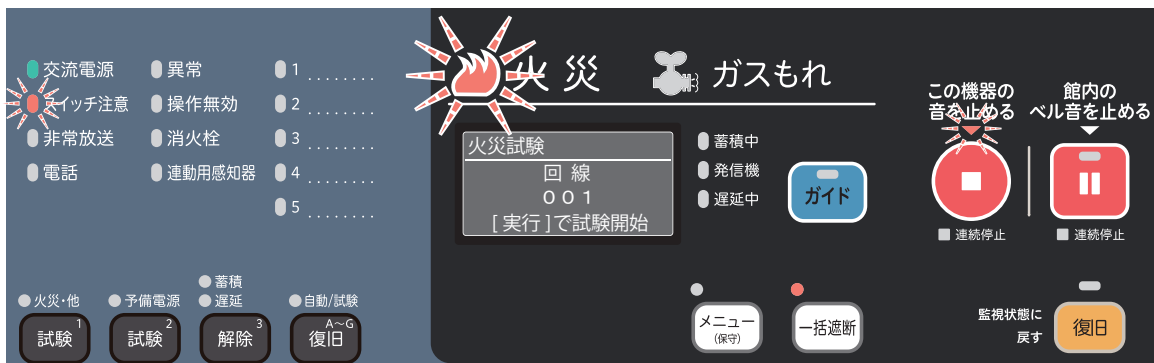 交流電源
異常
1 ........
スイッチ注意
操作無効
2 ........
非常放送
消火栓
3 ........
電話
連動用感知器
4 ........
5 ........
火災・他
試験 1
予備電源
試験 2
蓄積
遅延
解除 3
自動/試験
A～G
復旧
火災
ガスもれ
火災試験
回線
001
[実行]で試験開始
蓄積中
発信機
遅延中
ガイド
この機器の
音を止める
連続停止
館内の
ベル音を止める
連続停止
メニュー
(保守)
一括遮断
監視状態に
戻す
復旧